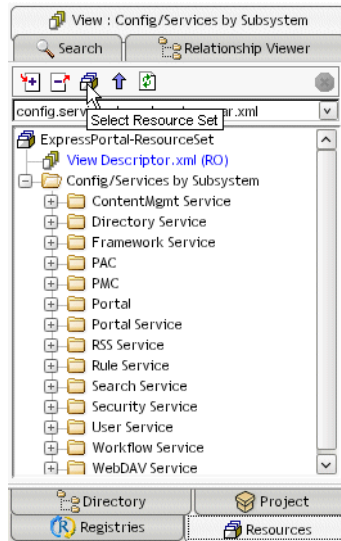 View : Config/Services by Subsystem
Search
Relationship Viewer
config.serv ar.xml
Select Resource Set
ExpressPortal-ResourceSet
View Descriptor.xml (RO)
Config/Services by Subsystem
ContentMgmt Service
Directory Service
Framework Service
PAC
PMC
Portal
Portal Service
RSS Service
Rule Service
Search Service
Security Service
User Service
Workflow Service
WebDAV Service
Directory
Project
Registries
Resources